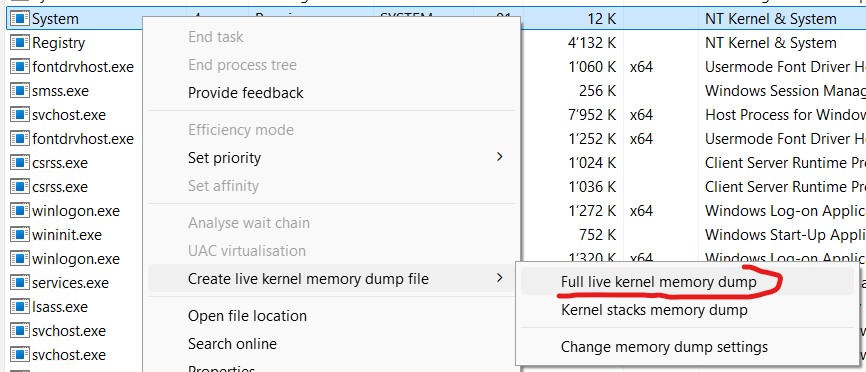 System SYSTEM 12 K NT Kernel & System
Registry 4’132 K NT Kernel & System
fontdrvhost.exe 1’060 K x64 Usermode Font Driver H
smss.exe 256 K Windows Session Manag
svchost.exe 7’952 K x64 Host Process for Window
fontdrvhost.exe 1’252 K x64 Usermode Font Driver H
csrss.exe 1’024 K Client Server Runtime Pr
csrss.exe 1’036 K Client Server Runtime Pr
winlogon.exe 1’272 K x64 Windows Log-on Applic
wininit.exe 752 K Windows Start-Up Appli
winlogon.exe 1’320 K x64 Windows Log-on Applic
services.exe
lsass.exe
svchost.exe
svchost.exe
End task
End process tree
Provide feedback
Efficiency mode
Set priority
Set affinity
Analyse wait chain
UAC virtualisation
Create live kernel memory dump file
Open file location
Search online
Properties
Full live kernel memory dump
Kernel stacks memory dump
Change memory dump settings